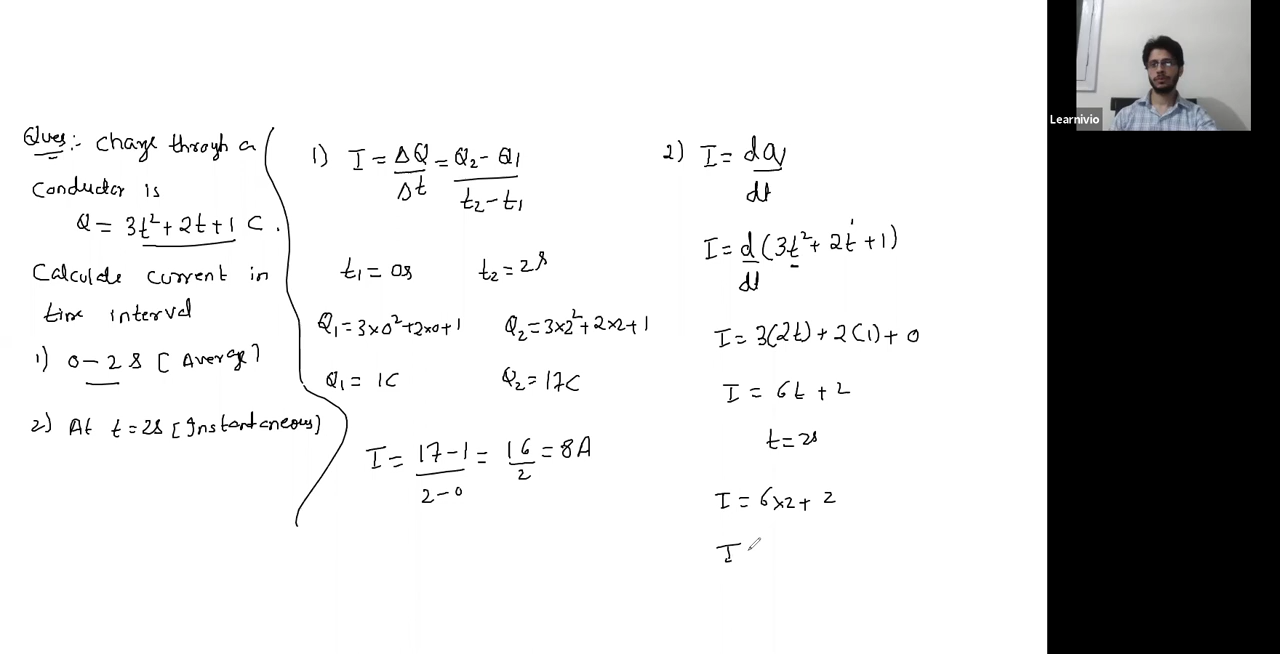 Ques:- Charge through a
Conductor is
Q = 3t²+2t+1 C.
Calculate current in
time interval
1) 0-2 s [Average]
2) At t=2s [Instantaneous]
1) I = ΔQ/Δt = Q₂-Q₁/t₂-t₁
t₁ = 0s t₂ = 2s
Q₁ = 3×0²+2×0+1 Q₂ = 3×2²+2×2+1
Q₁ = 1C Q₂ = 17C
I = 17-1/2-0 = 16/2 = 8A
2) I = dQ/dt
I = d/dt (3t²+2t¹+1)
I = 3(2t)+2(1)+0
I = 6t+2
t=2s
I = 6×2+2
I
Learnivio